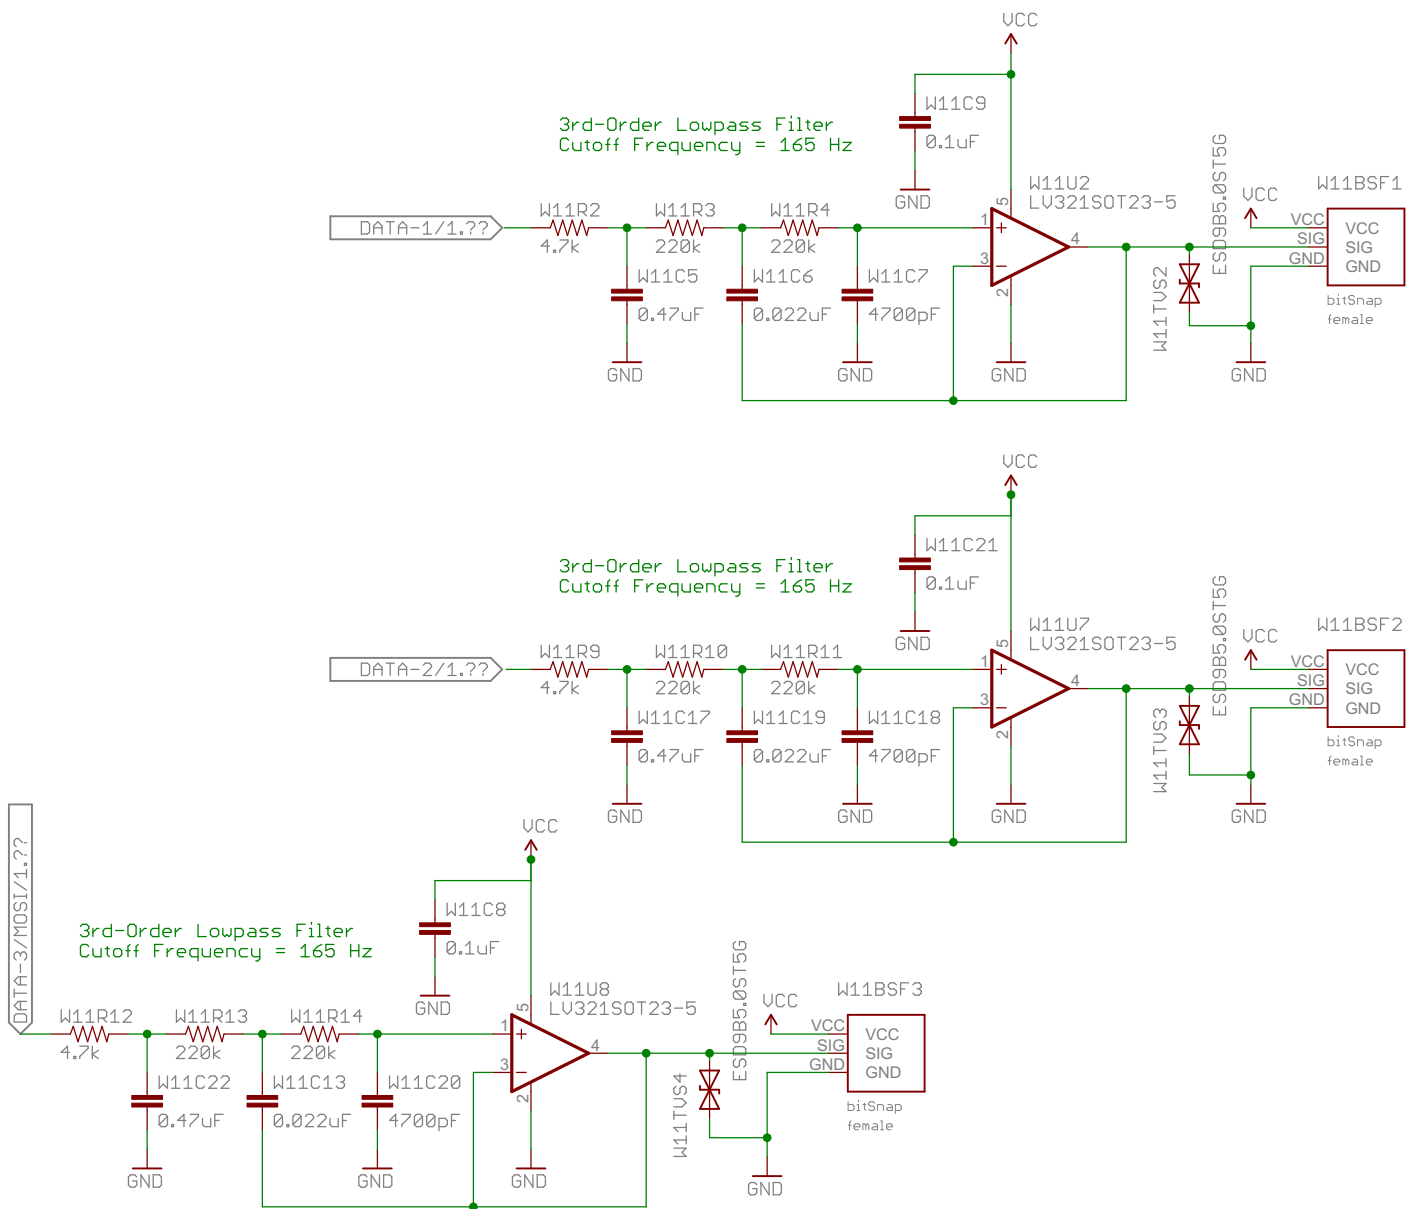 VCC
W11C9
0.1uF
GND
3rd-Order Lowpass Filter
Cutoff Frequency = 165 Hz
DATA-1/1.??
W11R2
4.7k
W11R3
220k
W11R4
220k
W11C5
0.47uF
GND
W11C6
0.022uF
W11C7
4700pF
GND
W11U2
LV321SOT23-5
1
3
5
2
4
+
-
GND
ESD9B5.0ST5G
W11TVS2
VCC
GND
W11BSF1
VCC
SIG
GND
VCC
SIG
GND
bitSnap
female
VCC
W11C21
0.1uF
GND
3rd-Order Lowpass Filter
Cutoff Frequency = 165 Hz
DATA-2/1.??
W11R9
4.7k
W11R10
220k
W11R11
220k
W11C17
0.47uF
GND
W11C19
0.022uF
W11C18
4700pF
GND
W11U7
LV321SOT23-5
1
3
5
2
4
+
-
GND
ESD9B5.0ST5G
W11TVS3
VCC
GND
W11BSF2
VCC
SIG
GND
VCC
SIG
GND
bitSnap
female
VCC
W11C8
0.1uF
GND
3rd-Order Lowpass Filter
Cutoff Frequency = 165 Hz
DATA-3/MOSI/1.??
W11R12
4.7k
W11R13
220k
W11R14
220k
W11C22
0.47uF
GND
W11C13
0.022uF
W11C20
4700pF
GND
W11U8
LV321SOT23-5
1
3
5
2
4
+
-
GND
ESD9B5.0ST5G
W11TVS4
VCC
GND
W11BSF3
VCC
SIG
GND
VCC
SIG
GND
bitSnap
female